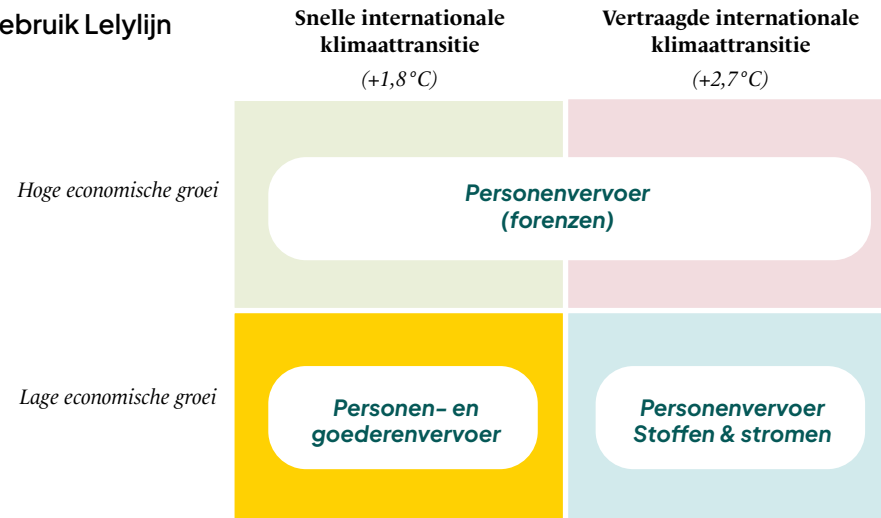 ebruik Lelylijn
Snelle internationale
klimaattransitie
(+1,8°C)
Vertraagde internationale
klimaattransitie
(+2,7°C)
Hoge economische groei
Personenvervoer
(forenzen)
Lage economische groei
Personen- en
goederenvervoer
Personenvervoer
Stoffen & stromen